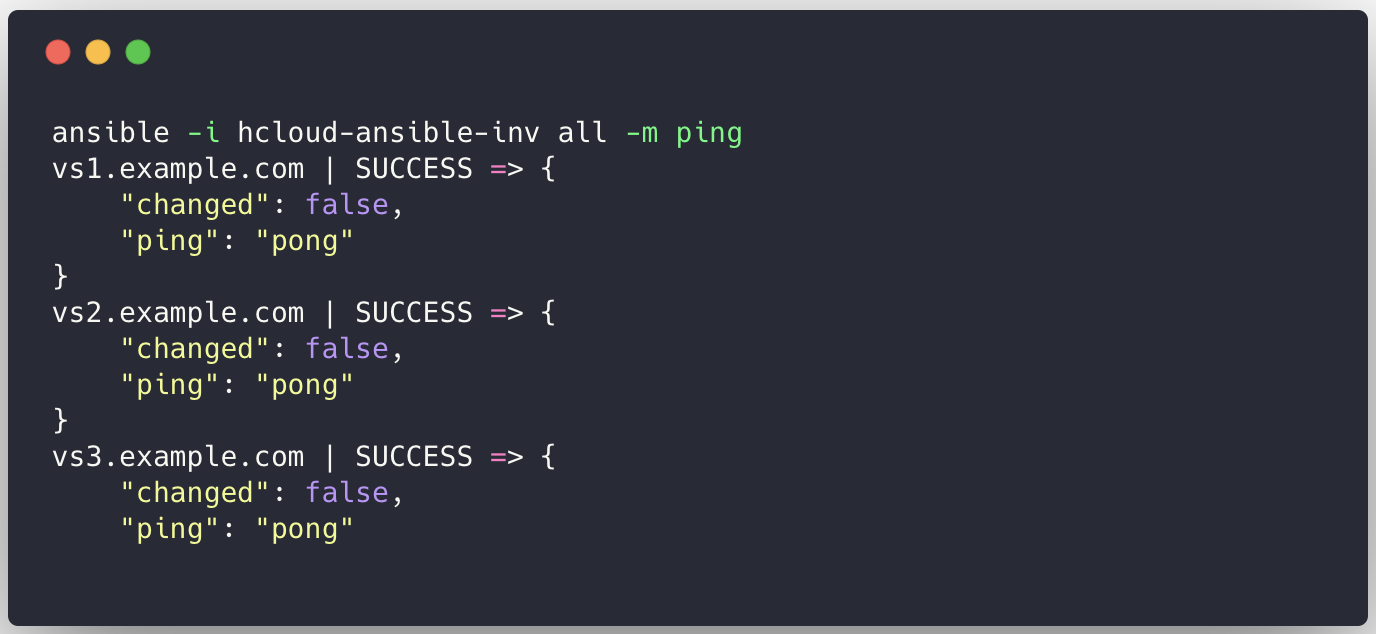 ansible -i hcloud-ansible-inv all -m ping
vs1.example.com | SUCCESS => {
    "changed": false,
    "ping": "pong"
}
vs2.example.com | SUCCESS => {
    "changed": false,
    "ping": "pong"
}
vs3.example.com | SUCCESS => {
    "changed": false,
    "ping": "pong"